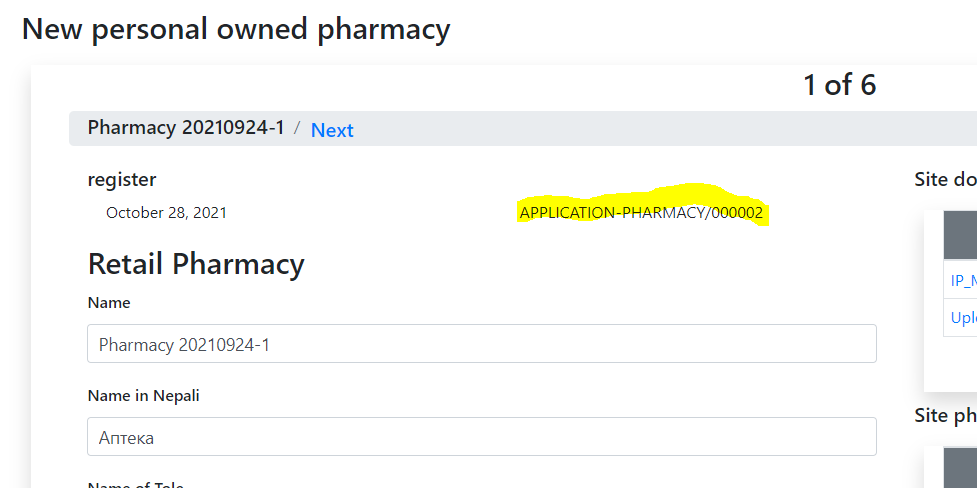 New personal owned pharmacy
1 of 6
Pharmacy 20210924-1 / Next
register
October 28, 2021 APPLICATION-PHARMACY/000002
Retail Pharmacy
Name
Pharmacy 20210924-1
Name in Nepali
Аптека
Name of Tole
Site do
IP_M
Uplo
Site ph